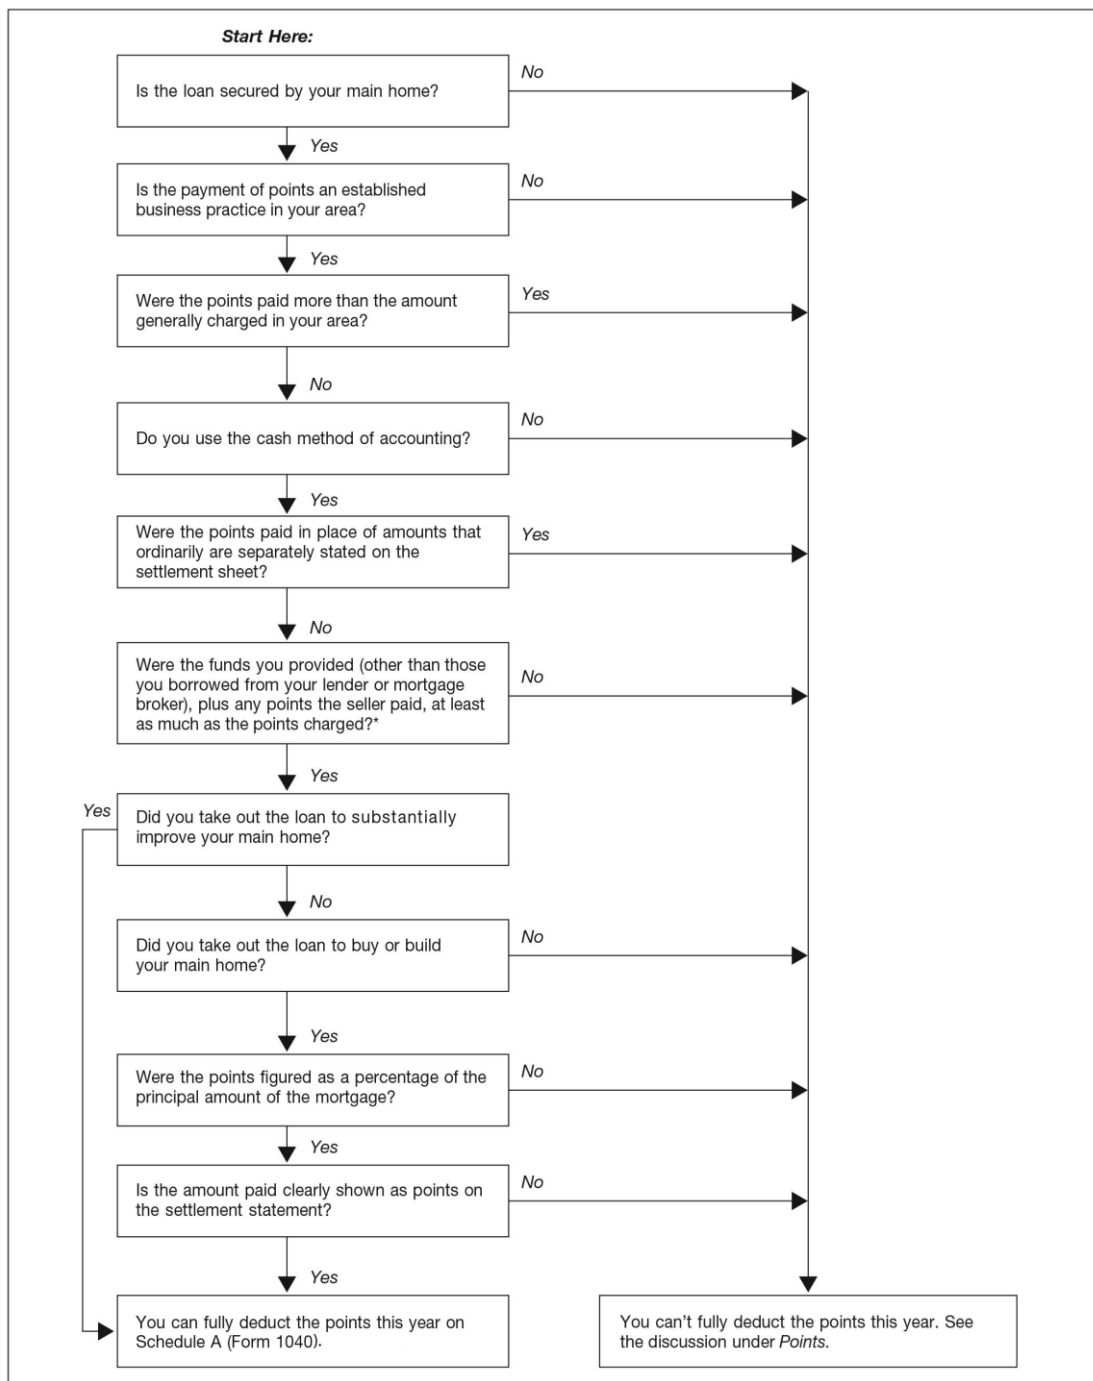 Start Here:
Is the loan secured by your main home?
No
Yes
Is the payment of points an established
business practice in your area?
No
Yes
Were the points paid more than the amount
generally charged in your area?
Yes
No
Do you use the cash method of accounting?
No
Yes
Were the points paid in place of amounts that
ordinarily are separately stated on the
settlement sheet?
Yes
No
Were the funds you provided (other than those
you borrowed from your lender or mortgage
broker), plus any points the seller paid, at least
as much as the points charged?*
No
Yes
Did you take out the loan to substantially
improve your main home?
Yes
No
Did you take out the loan to buy or build
your main home?
No
Yes
Were the points figured as a percentage of the
principal amount of the mortgage?
No
Yes
Is the amount paid clearly shown as points on
the settlement statement?
No
Yes
You can fully deduct the points this year on
Schedule A (Form 1040).
You can't fully deduct the points this year. See
the discussion under Points.